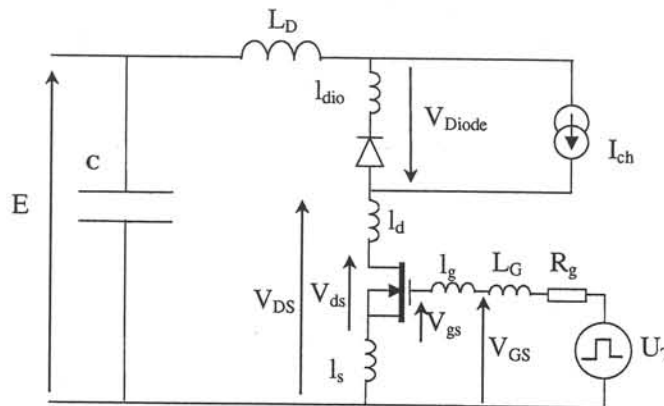 L_D
l_dio
V_Diode
I_ch
C
E
l_d
V_DS
V_ds
l_g
L_G
R_g
V_gs
V_GS
l_s